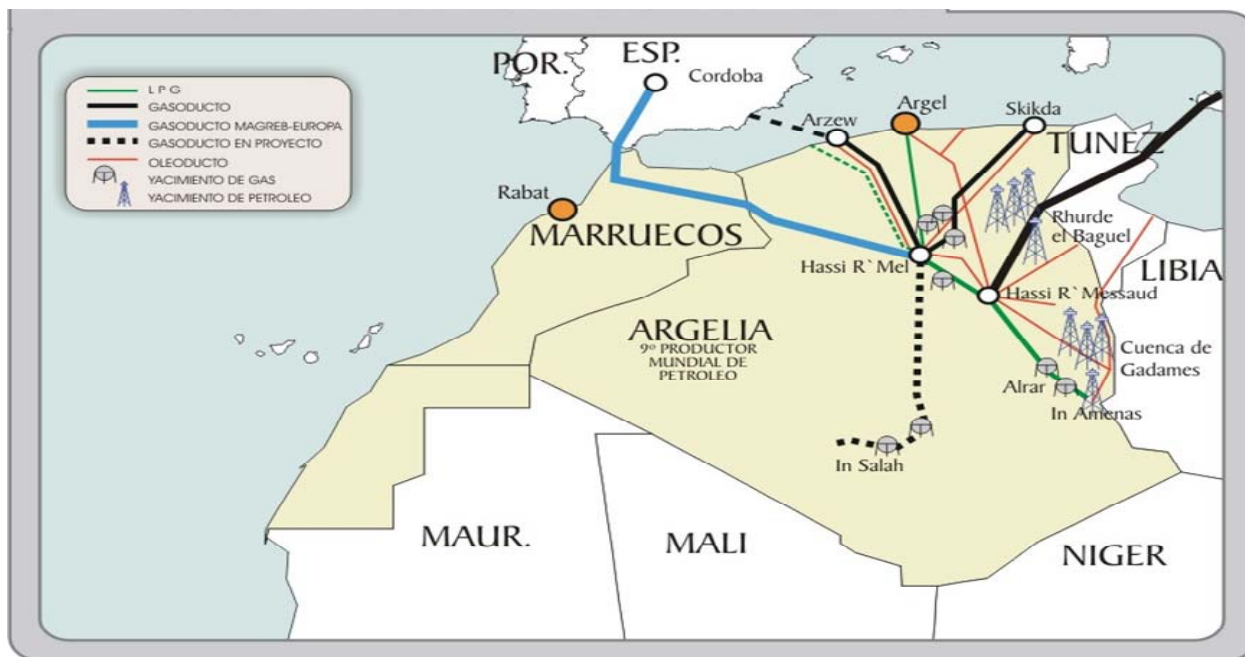 POR.
ESP.
Cordoba
L P G
GASODUCTO
GASODUCTO MAGREB-EUROPA
GASODUCTO EN PROYECTO
OLEODUCTO
YACIMIENTO DE GAS
YACIMIENTO DE PETROLEO
Arzew
Argel
Skikda
TUNEZ
Rabat
MARRUECOS
Rhurde
el Baguel
Hassi R`Mel
LIBIA
Hassi R`Messaud
ARGELIA
9º PRODUCTOR
MUNDIAL DE
PETROLEO
Cuenca de
Gadames
Alrar
In Amenas
In Salah
MAUR.
MALI
NIGER